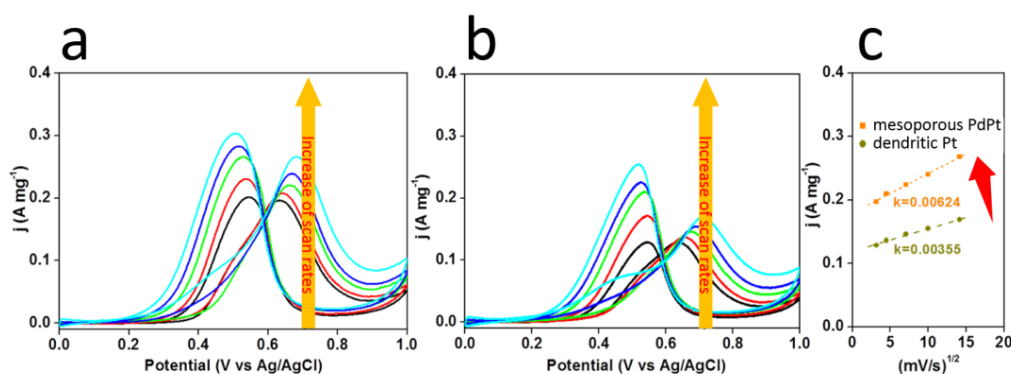 a
0.4
0.3
0.2
0.1
0.0
j (A mg⁻¹)
Increase of scan rates
0.0 0.2 0.4 0.6 0.8 1.0
Potential (V vs Ag/AgCl)
b
0.4
0.3
0.2
0.1
0.0
j (A mg⁻¹)
Increase of scan rates
0.0 0.2 0.4 0.6 0.8 1.0
Potential (V vs Ag/AgCl)
c
0.4
0.3
0.2
0.1
0.0
j (A mg⁻¹)
mesoporous PdPt
dendritic Pt
k=0.00624
k=0.00355
0 5 10 15 20
(mV/s)¹ᐟ²